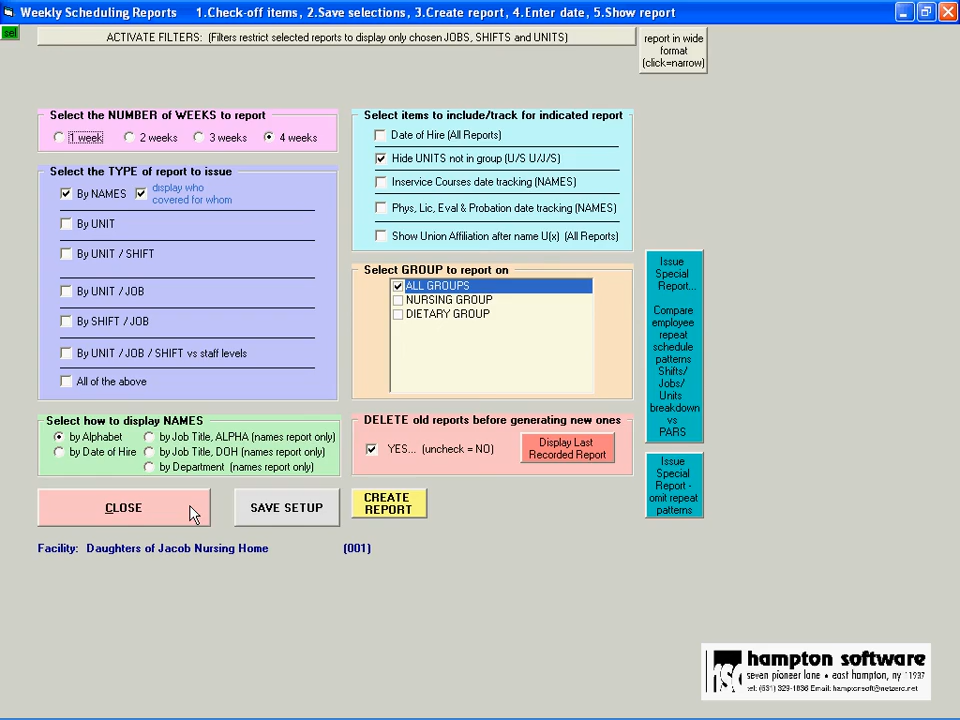 Weekly Scheduling Reports   1.Check-off items, 2.Save selections, 3.Create report, 4.Enter date, 5.Show report
sel
ACTIVATE FILTERS: (Filters restrict selected reports to display only chosen JOBS, SHIFTS and UNITS)
report in wide
format
(click=narrow)
Select the NUMBER of WEEKS to report
1 week 2 weeks 3 weeks 4 weeks
Select the TYPE of report to issue
By NAMES
display who
covered for whom
By UNIT
By UNIT / SHIFT
By UNIT / JOB
By SHIFT / JOB
By UNIT / JOB / SHIFT vs staff levels
All of the above
Select items to include/track for indicated report
Date of Hire (All Reports)
Hide UNITS not in group (U/S U/J/S)
Inservice Courses date tracking (NAMES)
Phys, Lic, Eval & Probation date tracking (NAMES)
Show Union Affiliation after name U(x) (All Reports)
Select GROUP to report on
ALL GROUPS
NURSING GROUP
DIETARY GROUP
Issue
Special
Report...
Compare
employee
repeat
schedule
patterns
Shifts/
Jobs/
Units
breakdown
vs
PARS
Select how to display NAMES
by Alphabet by Job Title, ALPHA (names report only)
by Date of Hire by Job Title, DOH (names report only)
by Department (names report only)
DELETE old reports before generating new ones
YES... (uncheck = NO)
Display Last
Recorded Report
Issue
Special
Report -
omit repeat
patterns
CLOSE
SAVE SETUP
CREATE
REPORT
Facility: Daughters of Jacob Nursing Home (001)
hsc
hampton software
seven pioneer lane • east hampton, ny 11937
tel: (631) 329-1836 Email: hamptonsoft@netzero.net